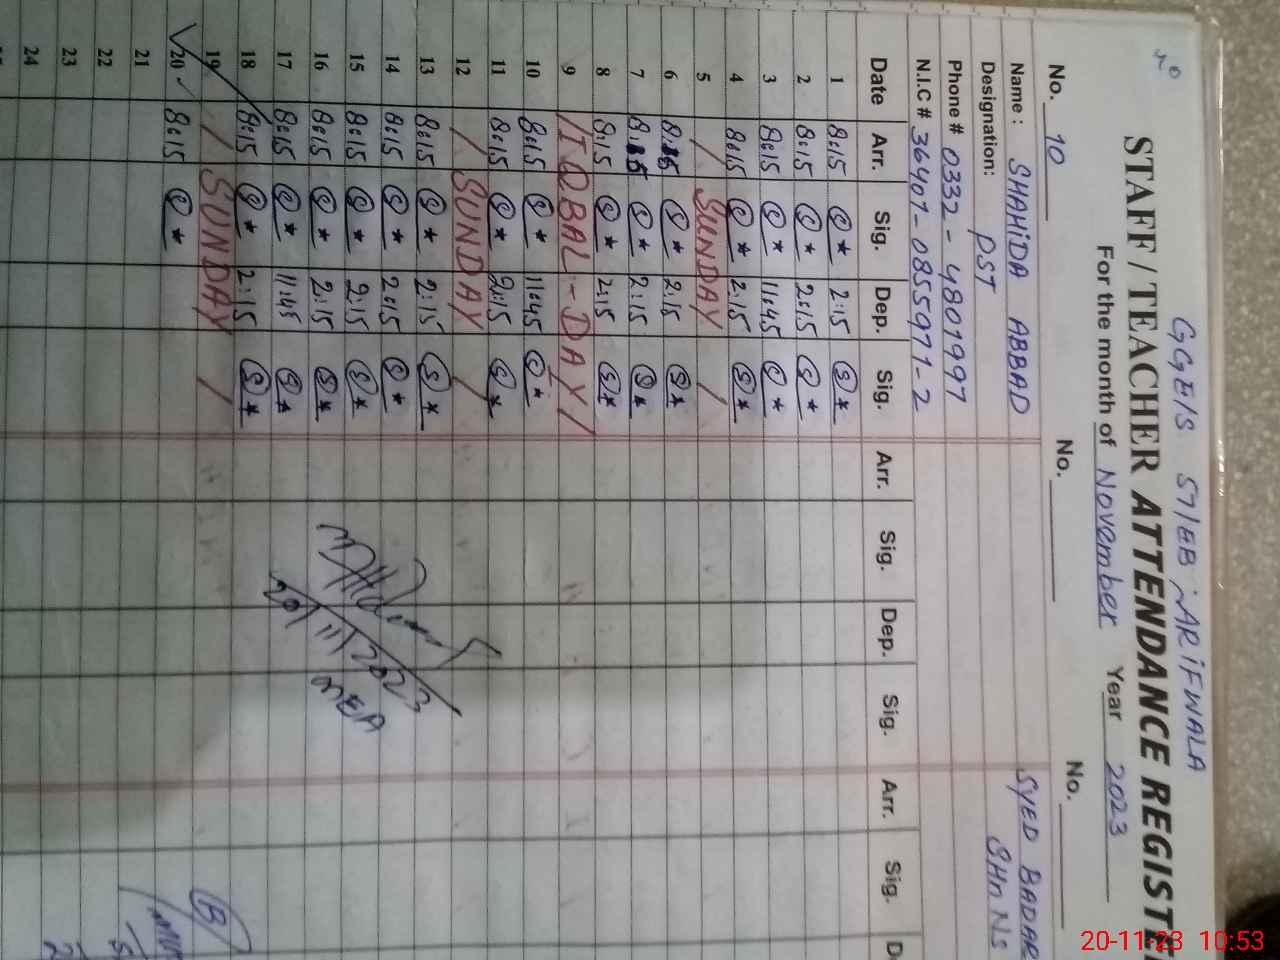 GGE/S 57/EB ARIFWALA
STAFF / TEACHER ATTENDANCE REGISTE
For the month of November Year 2023
No. 10 No. No.
Name : SHAHIDA ABBAD SYED BADAR
Designation: PST
Phone # 0332-4801997
N.I.C # 36401-0855971-2
Date Arr. Sig. Dep. Sig. Arr. Sig. Dep. Sig. Arr. Sig. D
1 8:15 2:15
2 8:15 2:15
3 8:15 11:45
4 8:15 2:15
5 SUNDAY
6 8:15 2:15
7 8:15 2:15
8 8:15 2:15
9 IQBAL-DAY
10 8:15 11:45
11 8:15 2:15
12 SUNDAY
13 8:15 2:15
14 8:15 2:15
15 8:15 2:15
16 8:15 2:15
17 8:15 11:45
18 8:15 2:15
19 SUNDAY
20 8:15
21
22
23
24
20/11/2023
MEA
B
20-11-23 10:53